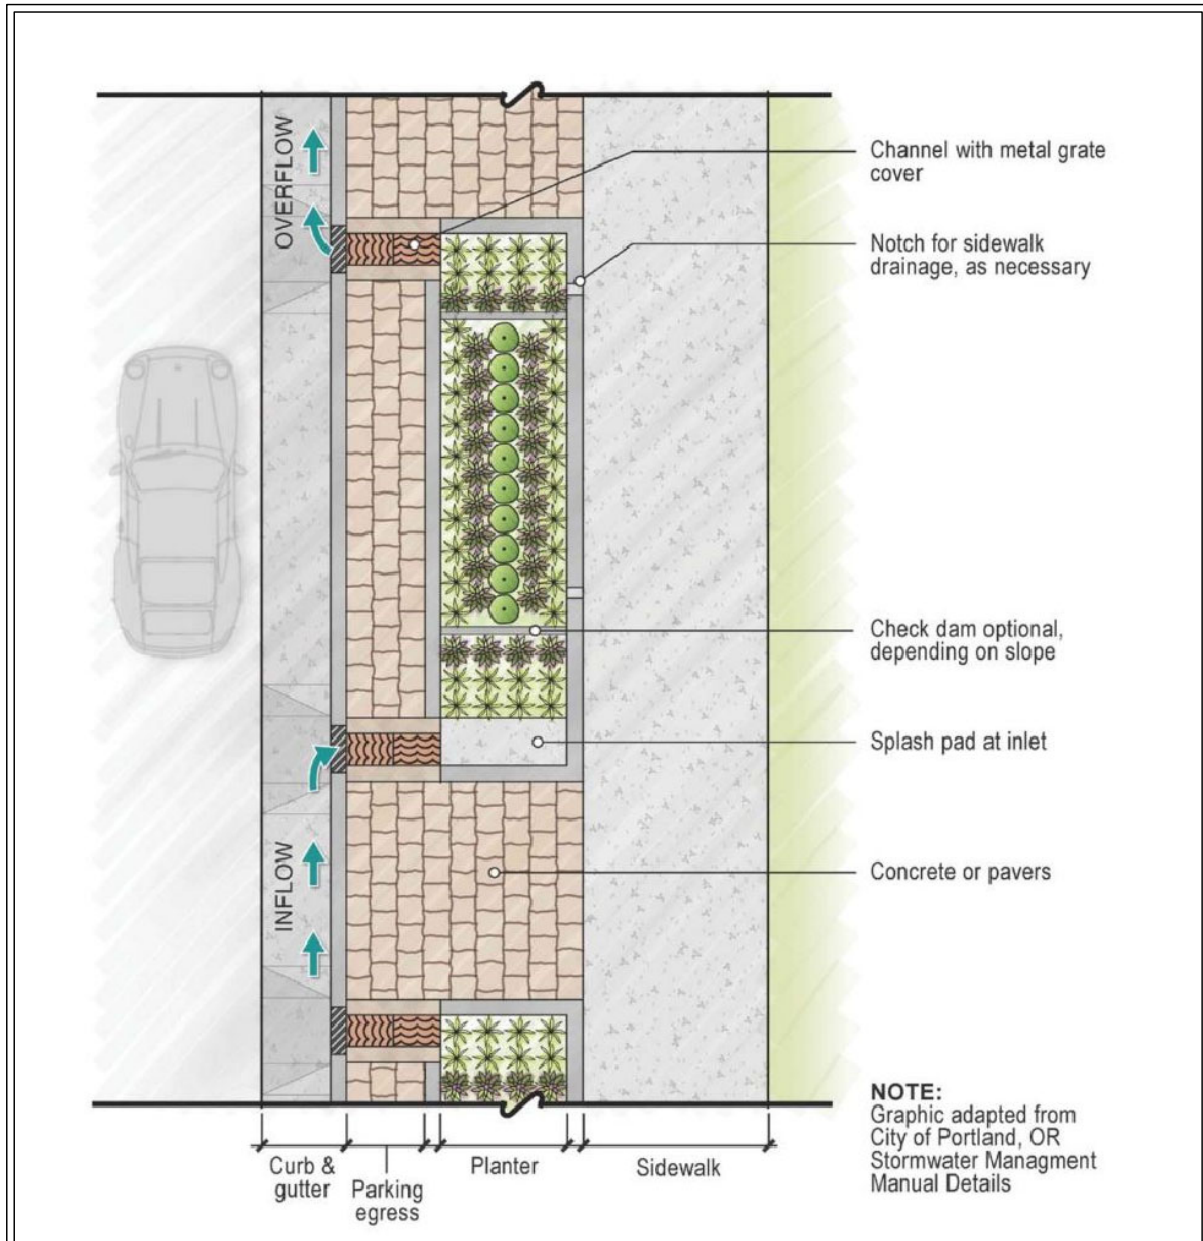 OVERFLOW
Channel with metal grate
cover
Notch for sidewalk
drainage, as necessary
Check dam optional,
depending on slope
Splash pad at inlet
Concrete or pavers
INFLOW
NOTE:
Graphic adapted from
City of Portland, OR
Stormwater Managment
Manual Details
Curb &
gutter
Parking
egress
Planter
Sidewalk